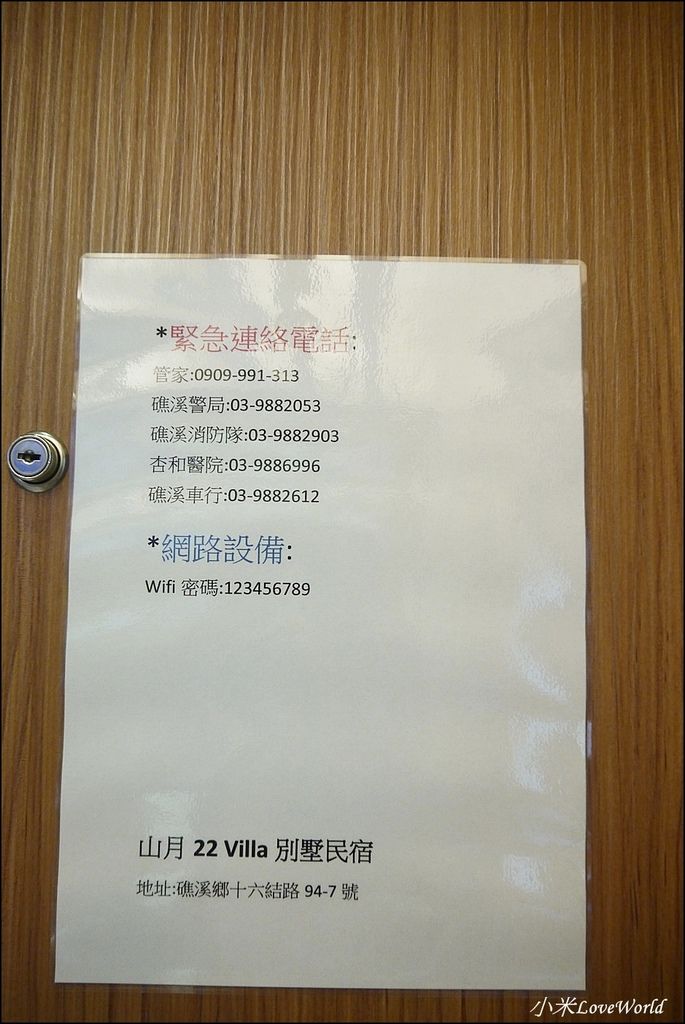 *緊急連絡電話:
管家:0909-991-313
礁溪警局:03-9882053
礁溪消防隊:03-9882903
杏和醫院:03-9886996
礁溪車行:03-9882612
*網路設備:
Wifi 密碼:123456789
山月 22 Villa 別墅民宿
地址:礁溪鄉十六結路 94-7 號
小米LoveWorld